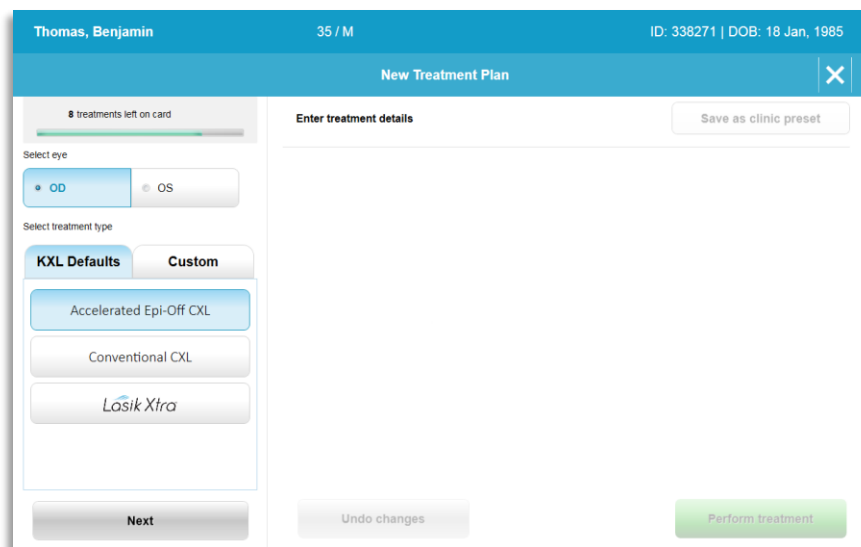 Thomas, Benjamin 35 / M ID: 338271 | DOB: 18 Jan, 1985
New Treatment Plan
8 treatments left on card
Enter treatment details
Save as clinic preset
Select eye
OD OS
Select treatment type
KXL Defaults Custom
Accelerated Epi-Off CXL
Conventional CXL
Lasik Xtra
Next
Undo changes
Perform treatment